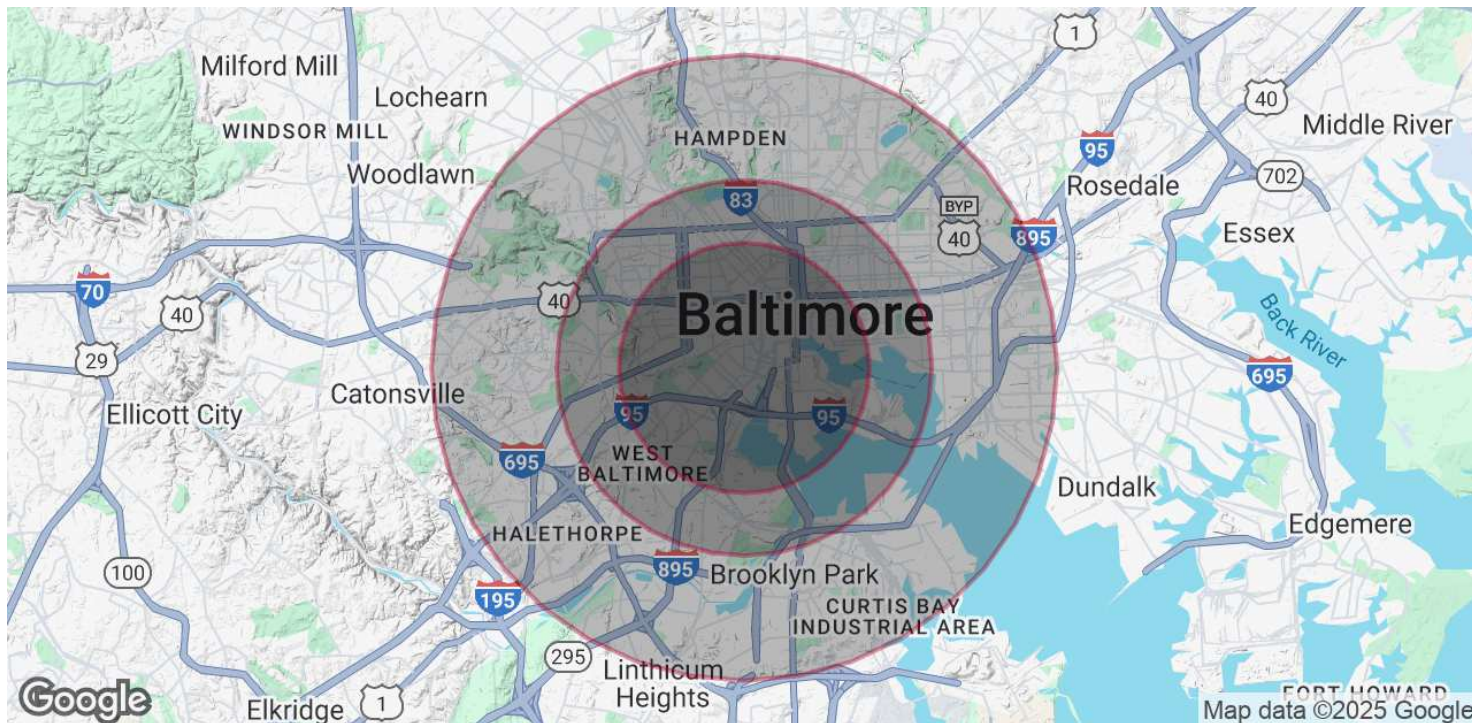 1
Milford Mill
Lochearn
40
WINDSOR MILL
HAMPDEN
Middle River
95
Woodlawn
Rosedale
702
83
BYP
40
895
Essex
70
40
40
Baltimore
Back River
29
695
Catonsville
Ellicott City
95
95
695
WEST
BALTIMORE
Dundalk
HALETHORPE
Edgemere
895
100
Brooklyn Park
195
CURTIS BAY
INDUSTRIAL AREA
295
Linthicum
Heights
Google
Elkridge
1
FORT HOWARD
Map data ©2025 Google